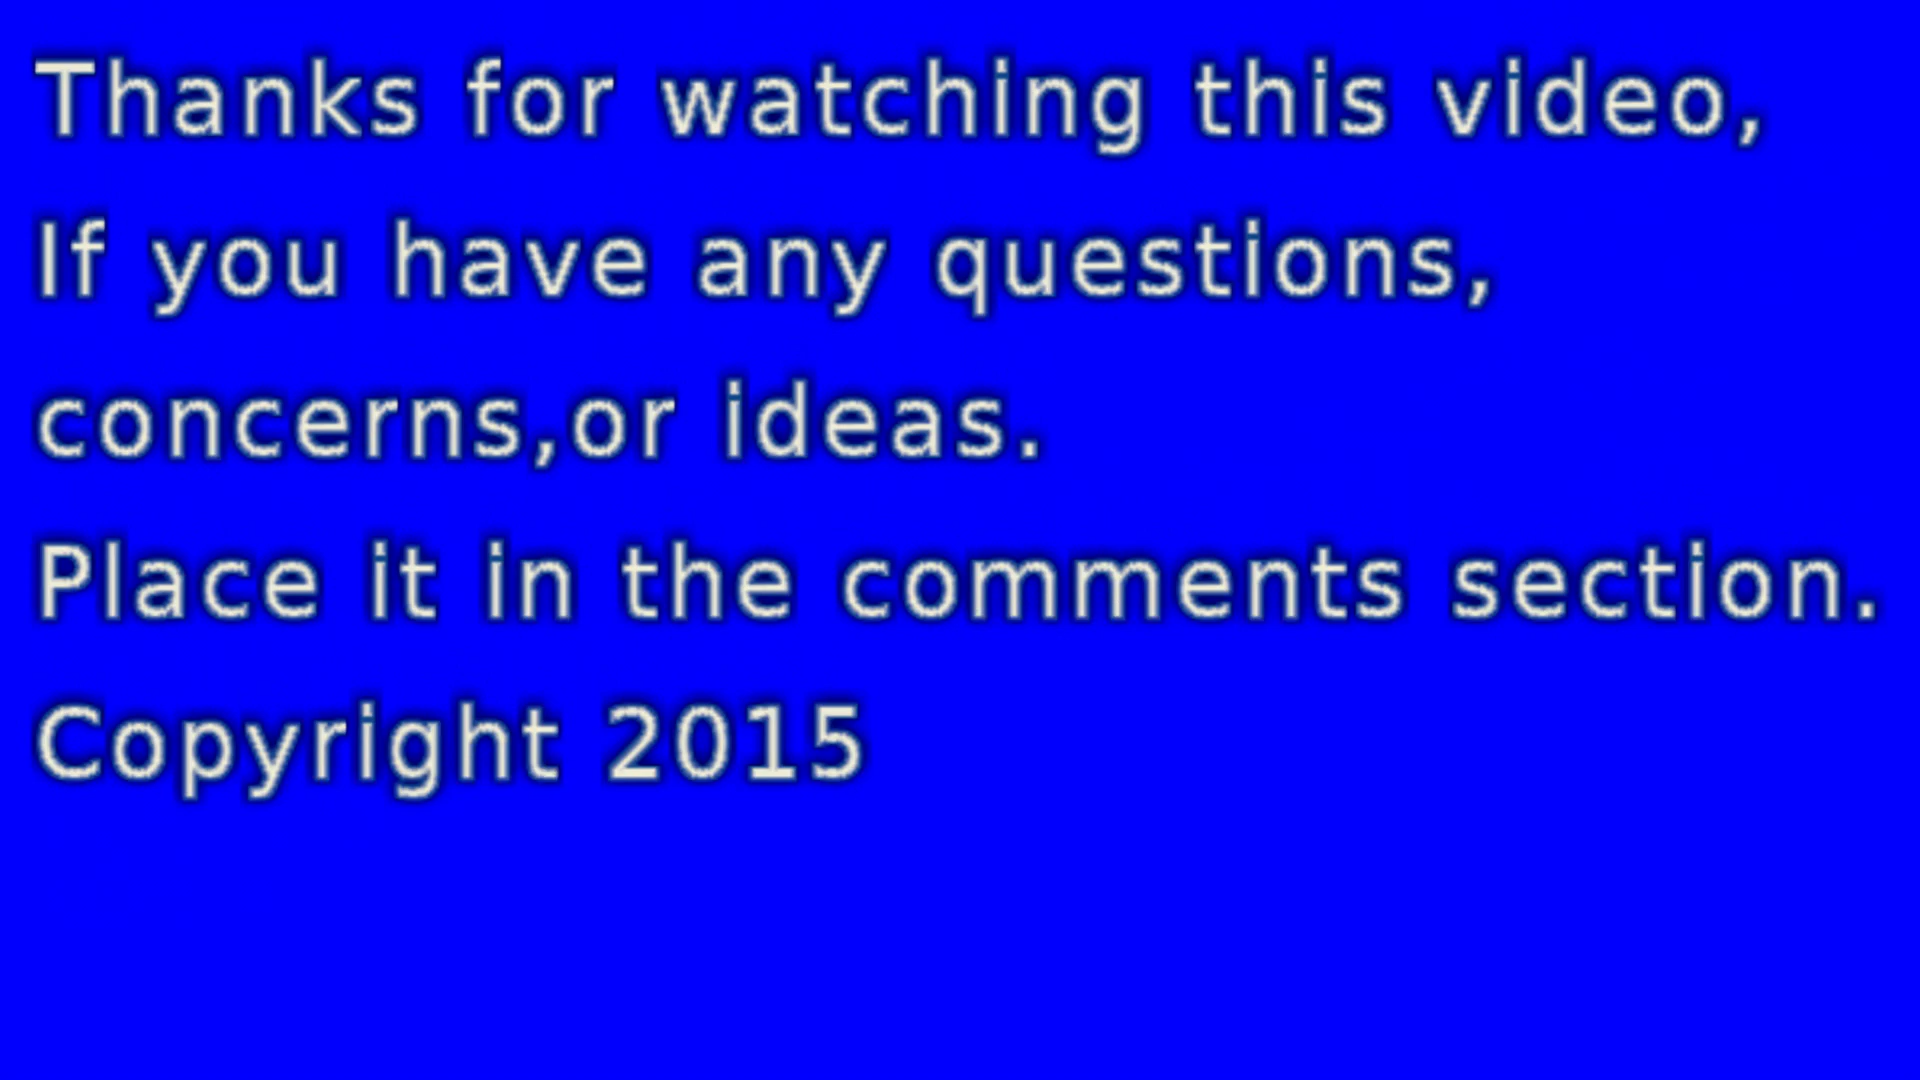 Thanks for watching this video,
If you have any questions,
concerns,or ideas.
Place it in the comments section.
Copyright 2015